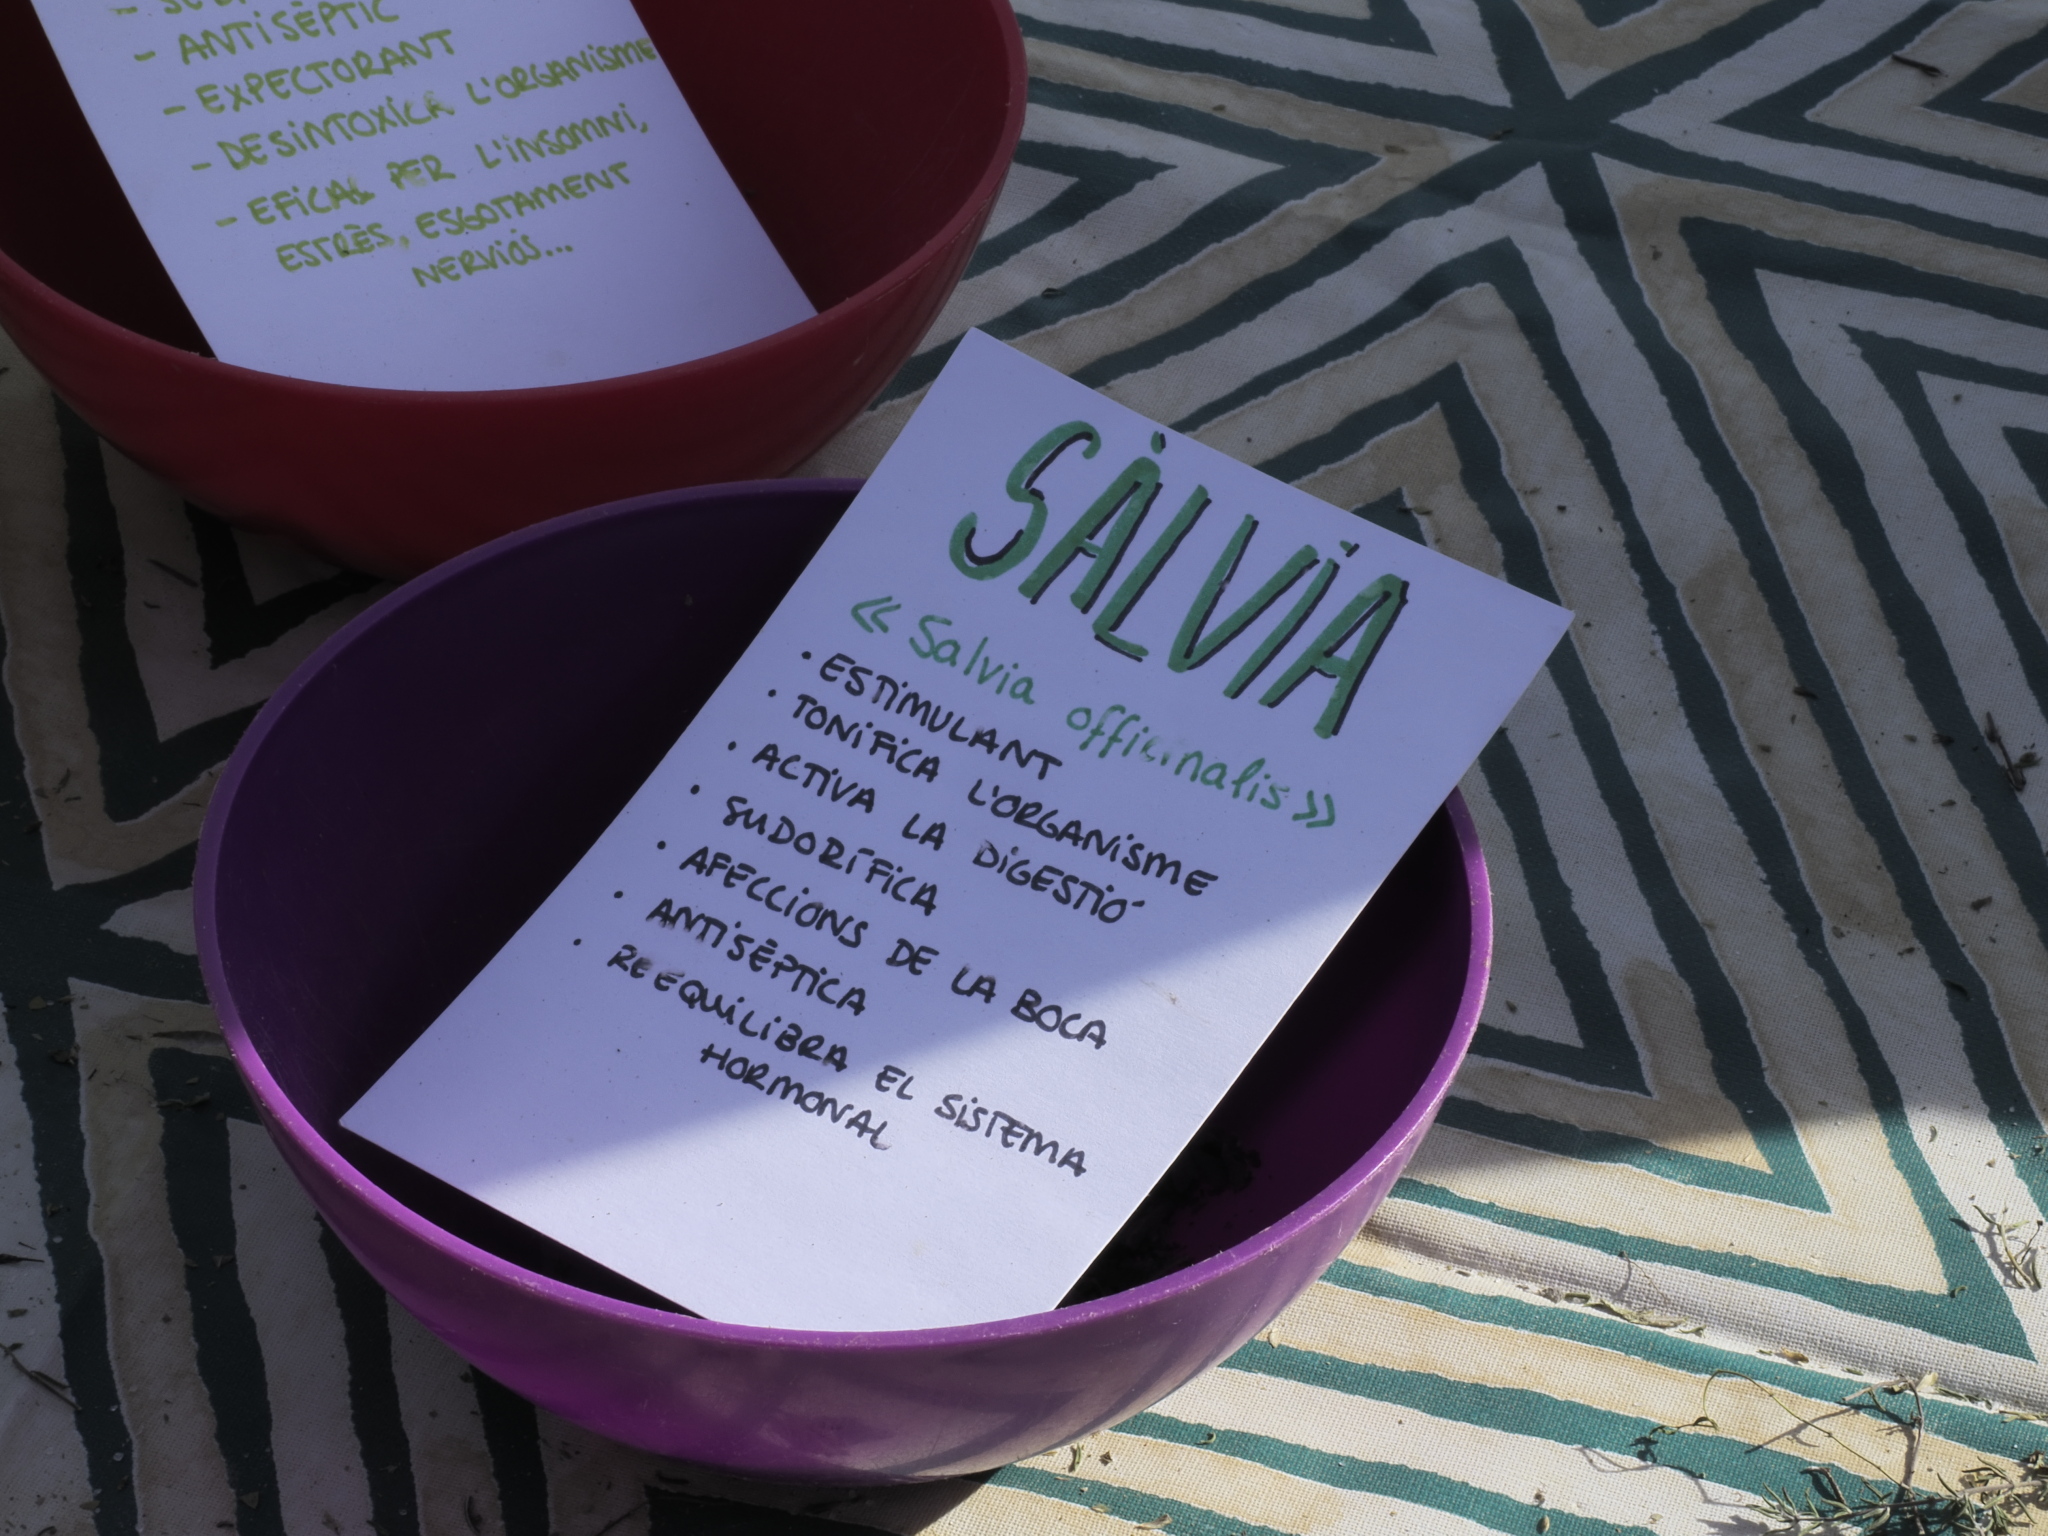 - ANTISÈPTIC
- EXPECTORANT
- DESINTOXICA L'ORGANISME
- EFICAÇ PER L'INSOMNI,
ESTRÈS, ESGOTAMENT
NERVIÓS...
SÀLVIA
« Salvia officinalis »
• ESTIMULANT
• TONIFICA L'ORGANISME
• ACTIVA LA DIGESTIÓ
• SUDORÍFICA
• AFECCIONS DE LA BOCA
• ANTISÈPTICA
• REEQUILIBRA EL SISTEMA
HORMONAL